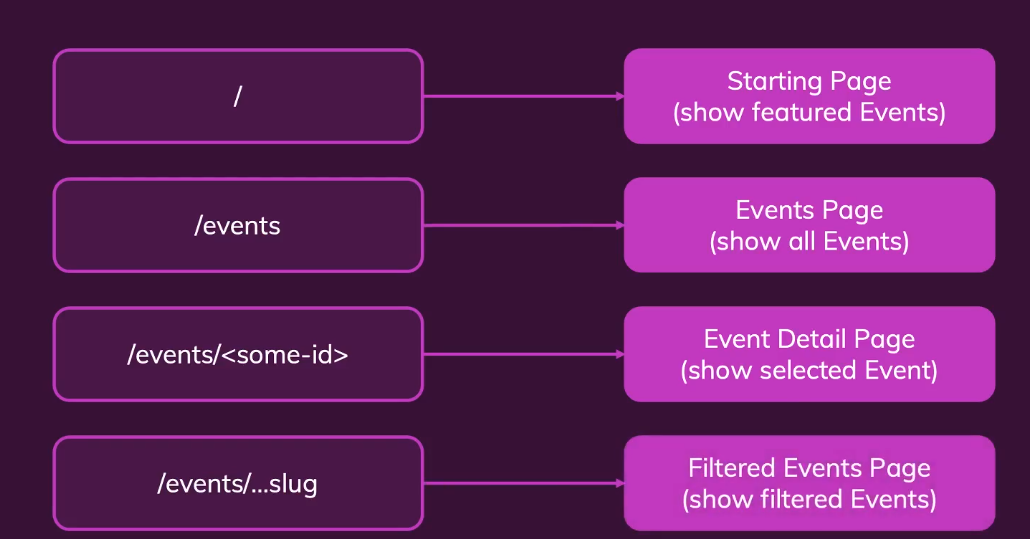 /
Starting Page
(show featured Events)
/events
Events Page
(show all Events)
/events/<some-id>
Event Detail Page
(show selected Event)
/events/...slug
Filtered Events Page
(show filtered Events)